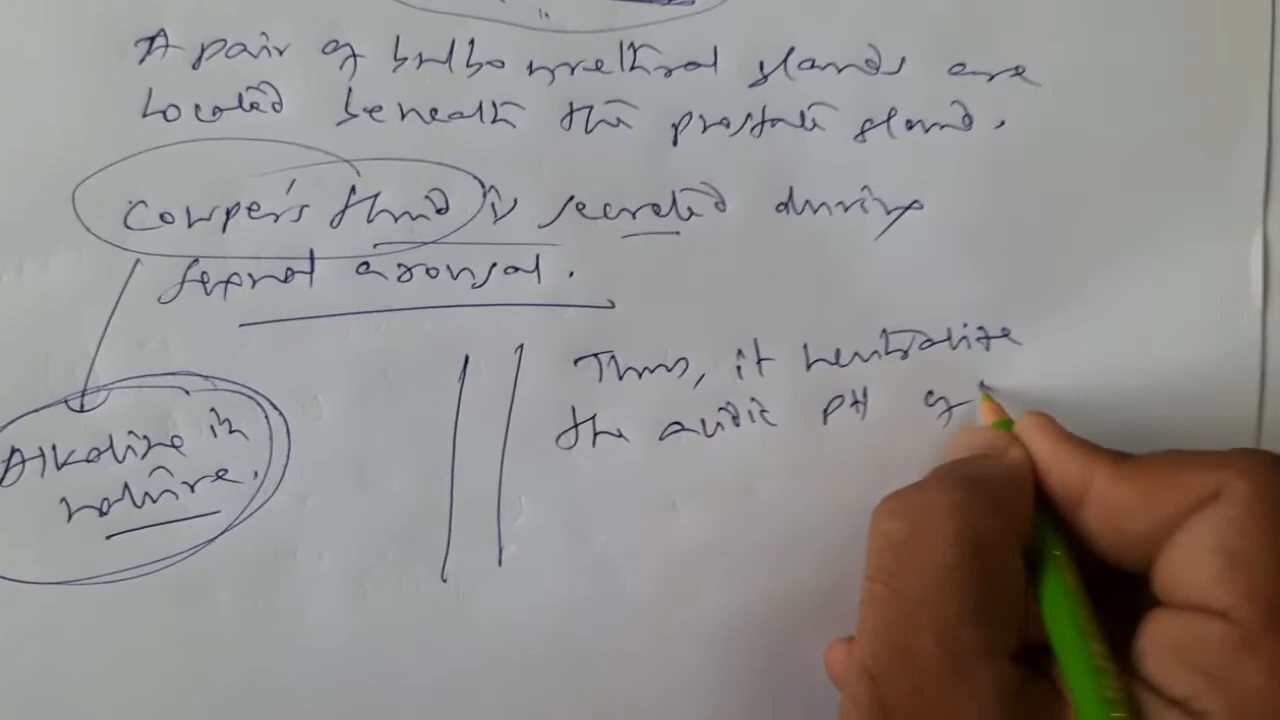 A pair of bulbo urethral glands are
located beneath the prostate gland.
Cowper's fluid is secreted during
sexual arousal.
Thus, it neutralize
the acidic pH of
Alkaline in
nature.